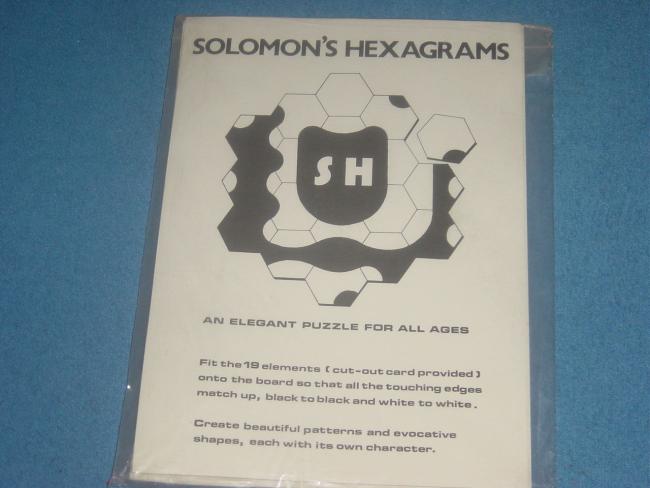 SOLOMON'S HEXAGRAMS
SH
AN ELEGANT PUZZLE FOR ALL AGES
Fit the 19 elements ( cut-out card provided )
onto the board so that all the touching edges
match up, black to black and white to white.
Create beautiful patterns and evocative
shapes, each with its own character.